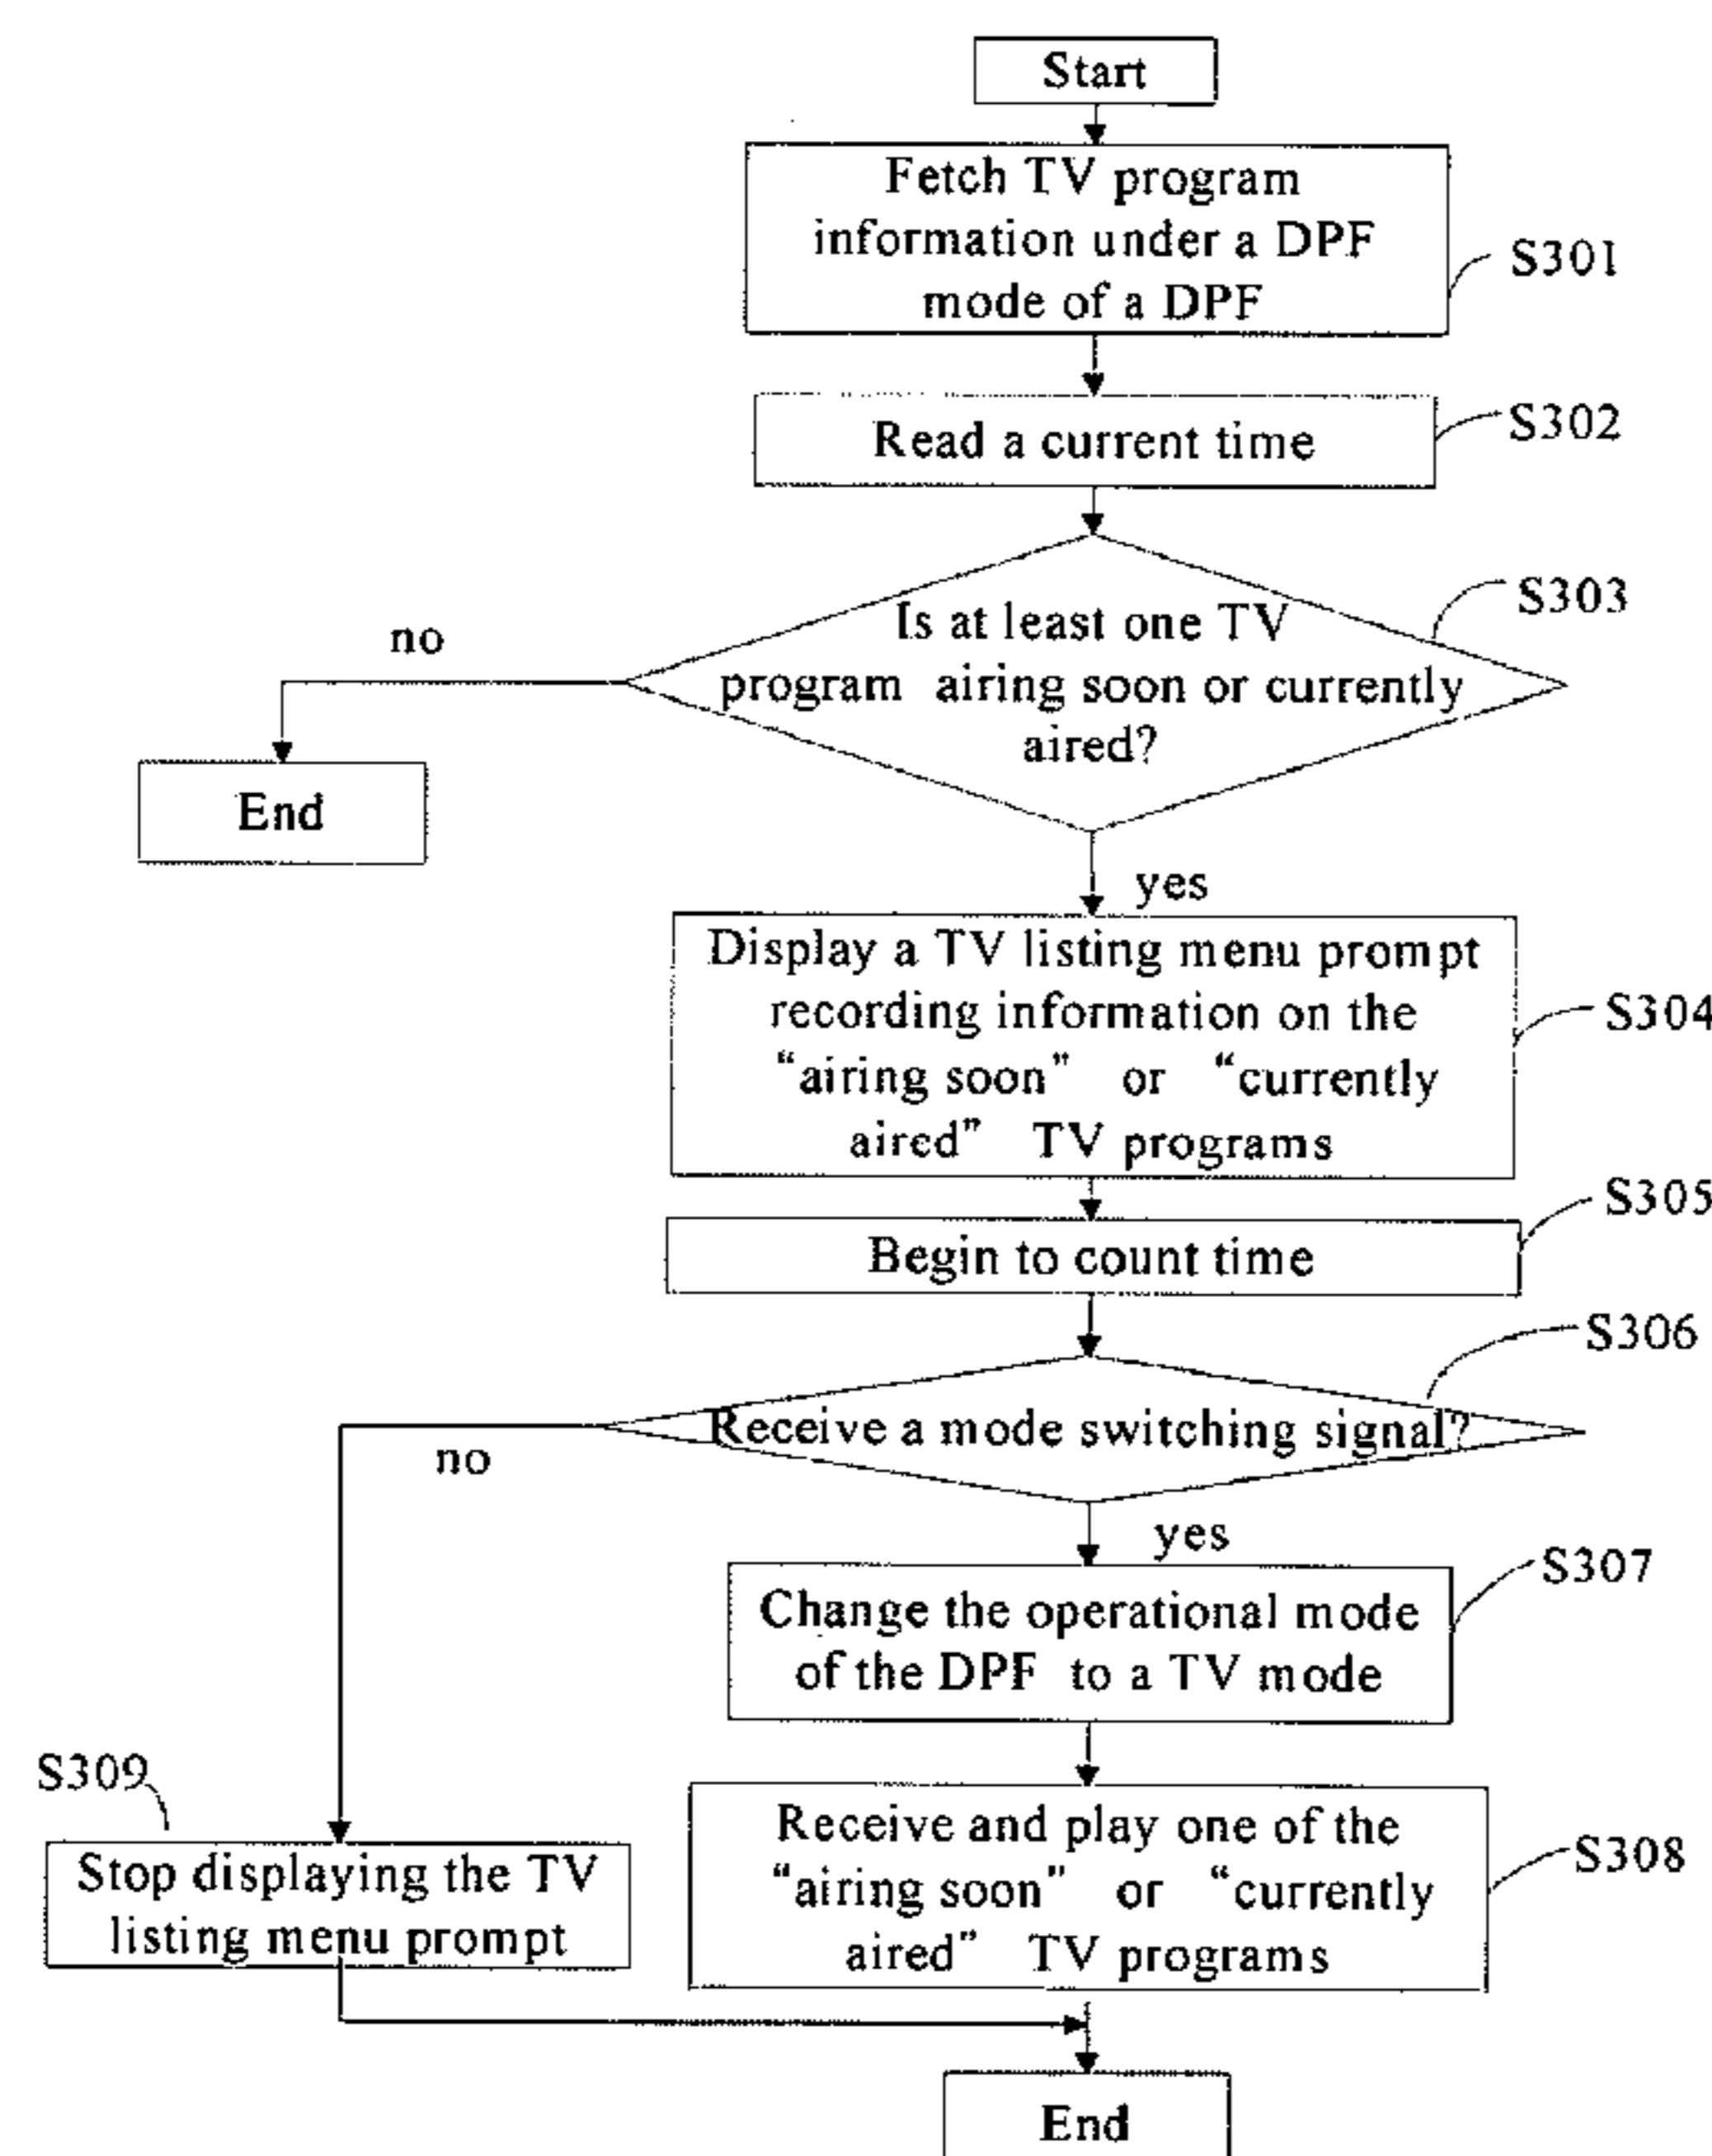 Start
Fetch TV program
information under a DPF
mode of a DPF
S301
Read a current time
S302
Is at least one TV
program airing soon or currently
aired?
S303
no
End
yes
Display a TV listing menu prompt
recording information on the
“airing soon” or “currently
aired” TV programs
S304
Begin to count time
S305
Receive a mode switching signal?
S306
no
yes
Change the operational mode
of the DPF to a TV mode
S307
Receive and play one of the
“airing soon” or “currently
aired” TV programs
S308
S309
Stop displaying the TV
listing menu prompt
End